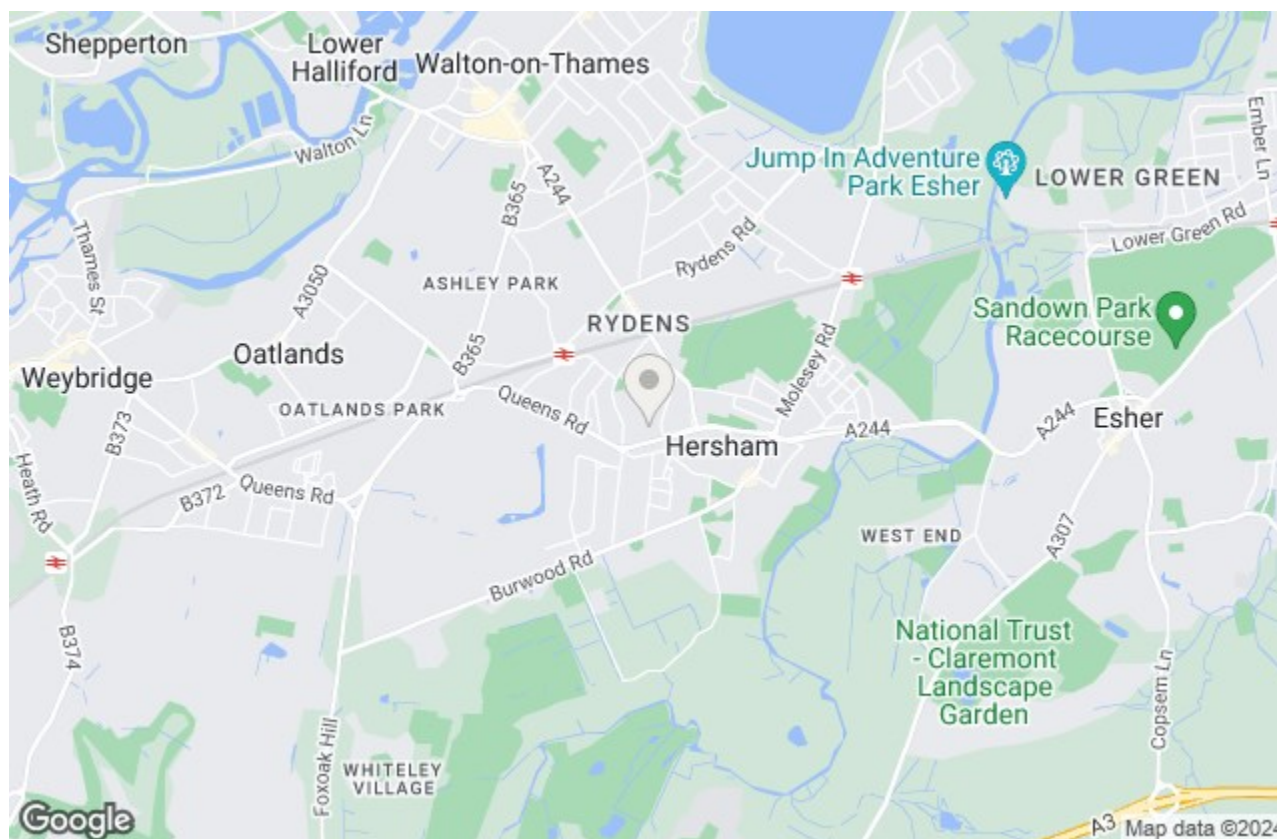 Shepperton
Lower
Halliford
Walton-on-Thames
Walton Ln
Ember Ln
Jump In Adventure
Park Esher
LOWER GREEN
Thames St
B365
A244
Lower Green Rd
Rydens Rd
A3050
ASHLEY PARK
Sandown Park
Racecourse
RYDENS
Oatlands
B365
Weybridge
Molesey Rd
OATLANDS PARK
Queens Rd
B373
A244
Esher
A244
Hersham
Heath Rd
B372
Queens Rd
WEST END
A307
Burwood Rd
B374
National Trust
- Claremont
Landscape
Garden
Copsem Ln
Foxoak Hill
WHITELEY
VILLAGE
Google
A3
Map data ©2024